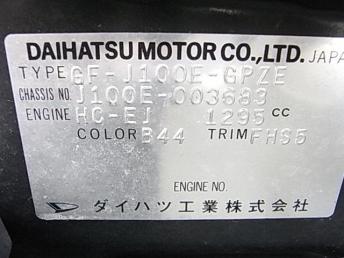 DAIHATSU MOTOR CO.,LTD. JAPA
TYPE GF-J100E-GPZE
CHASSIS NO. J100E-003683
ENGINE HC-EJ 1295 CC
COLOR B44 TRIM FHS5
ENGINE NO.
ダイハツ工業株式会社